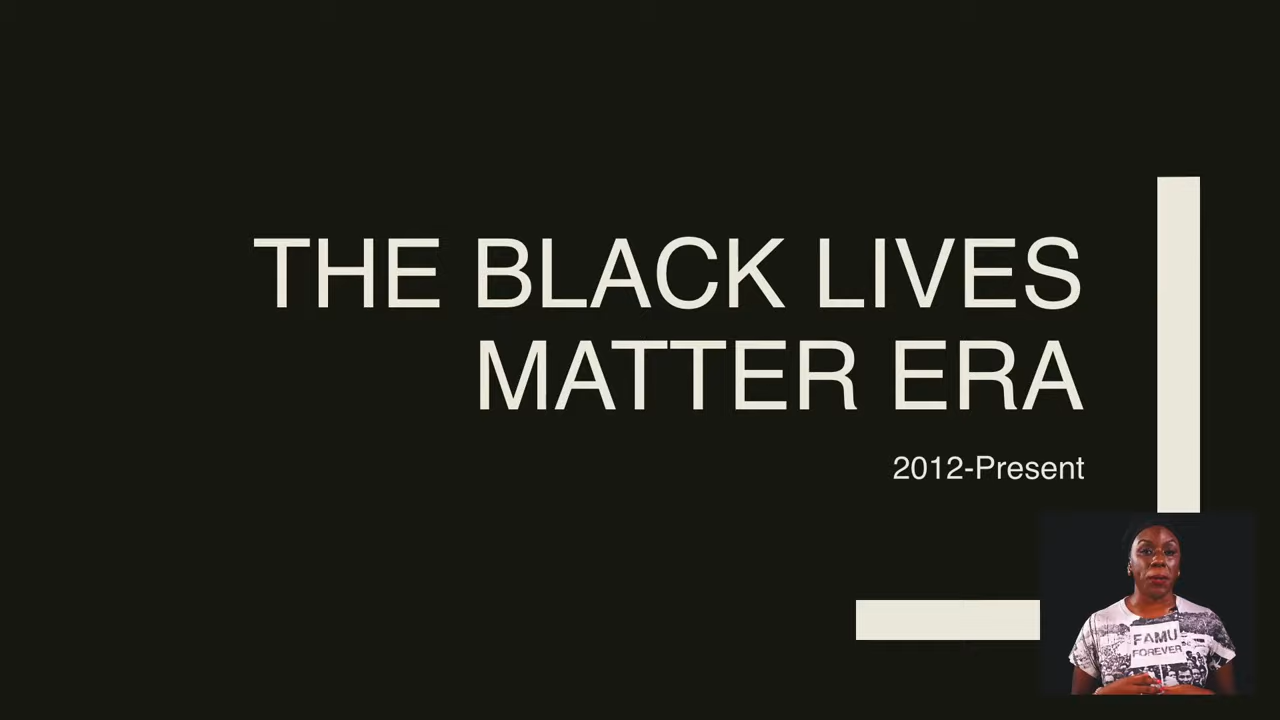 THE BLACK LIVES
MATTER ERA
2012-Present
FAMU
FOREVER